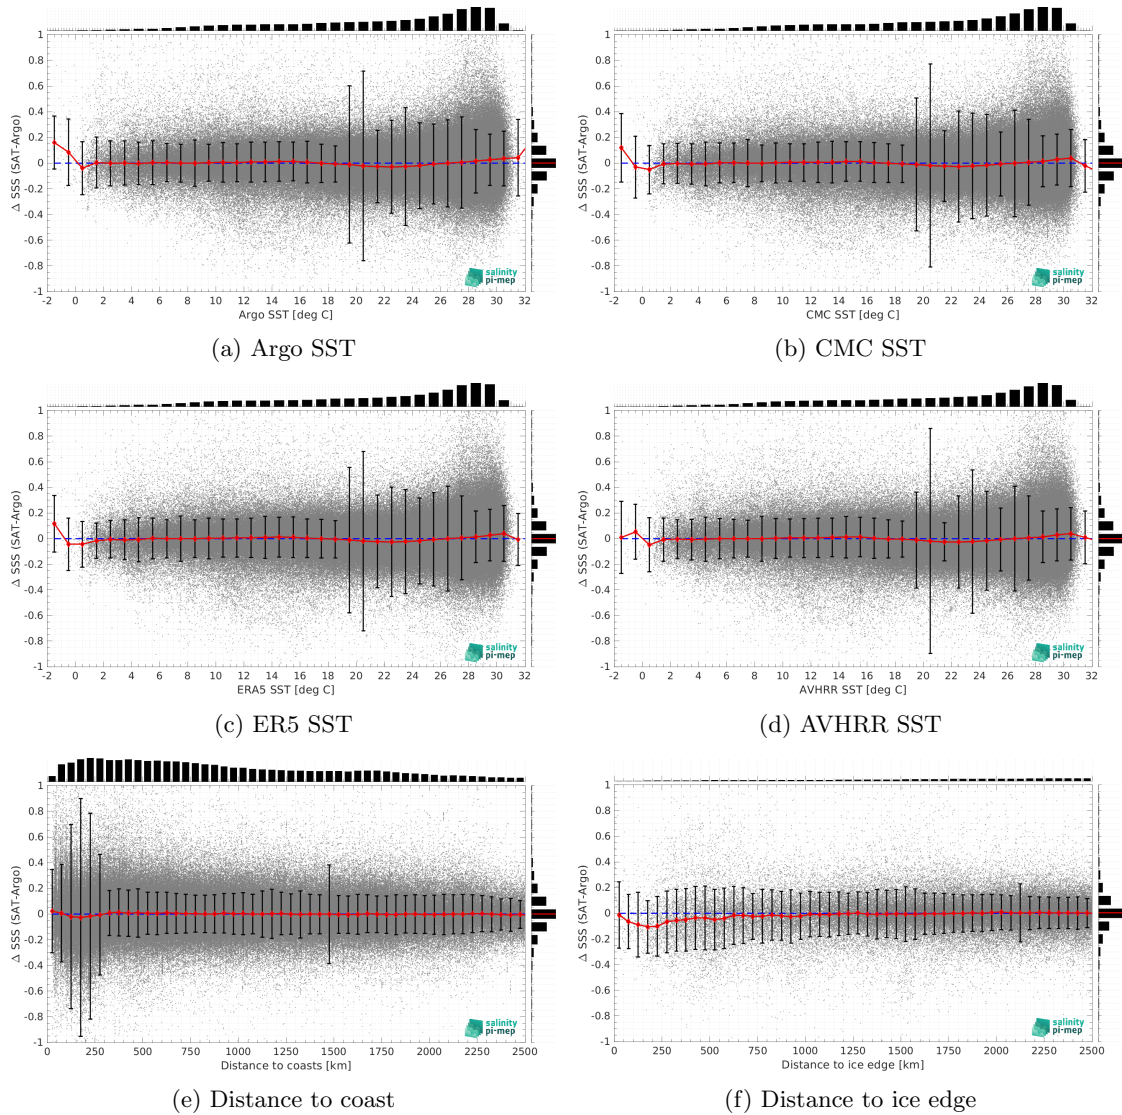 1
0.8
0.6
0.4
0.2
0
-0.2
-0.4
-0.6
-0.8
-1
Δ SSS (SAT-Argo)
-2 0 2 4 6 8 10 12 14 16 18 20 22 24 26 28 30 32
Argo SST [deg C]
salinity
pi-mep
(a) Argo SST
1
0.8
0.6
0.4
0.2
0
-0.2
-0.4
-0.6
-0.8
-1
Δ SSS (SAT-Argo)
-2 0 2 4 6 8 10 12 14 16 18 20 22 24 26 28 30 32
CMC SST [deg C]
salinity
pi-mep
(b) CMC SST
1
0.8
0.6
0.4
0.2
0
-0.2
-0.4
-0.6
-0.8
-1
Δ SSS (SAT-Argo)
-2 0 2 4 6 8 10 12 14 16 18 20 22 24 26 28 30 32
ERA5 SST [deg C]
salinity
pi-mep
(c) ER5 SST
1
0.8
0.6
0.4
0.2
0
-0.2
-0.4
-0.6
-0.8
-1
Δ SSS (SAT-Argo)
-2 0 2 4 6 8 10 12 14 16 18 20 22 24 26 28 30 32
AVHRR SST [deg C]
salinity
pi-mep
(d) AVHRR SST
1
0.8
0.6
0.4
0.2
0
-0.2
-0.4
-0.6
-0.8
-1
Δ SSS (SAT-Argo)
0 250 500 750 1000 1250 1500 1750 2000 2250 2500
Distance to coasts [km]
salinity
pi-mep
(e) Distance to coast
1
0.8
0.6
0.4
0.2
0
-0.2
-0.4
-0.6
-0.8
-1
Δ SSS (SAT-Argo)
0 250 500 750 1000 1250 1500 1750 2000 2250 2500
Distance to ice edge [km]
salinity
pi-mep
(f) Distance to ice edge